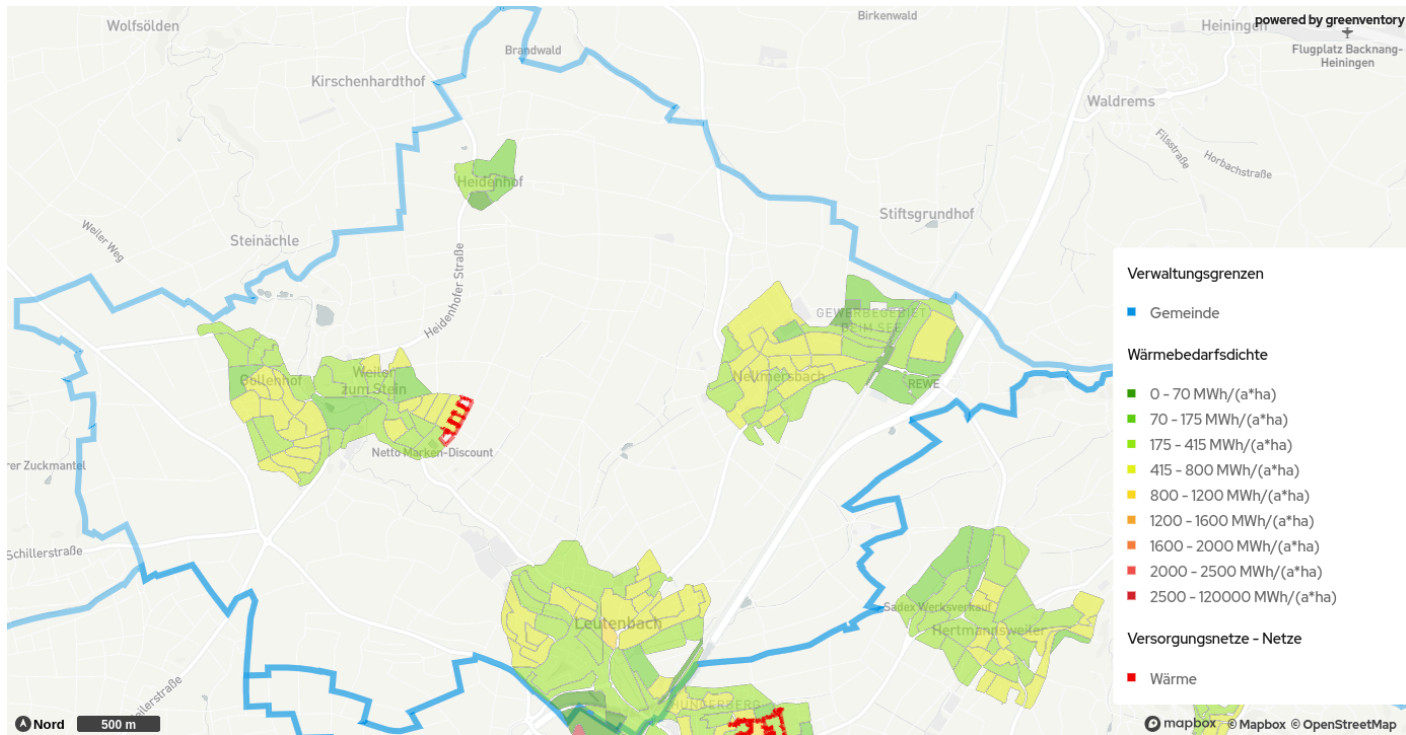 Wolfsölden
Birkenwald
Heiningen
powered by greenventory
Brandwald
Flugplatz Backnang-
Heiningen
Kirschenhardthof
Waldrems
Filsstraße
Horbachstraße
Heidenhof
Stiftsgrundhof
Weiler Weg
Steinächle
Heidenhofer Straße
GEWERBEGEBIET
BEIM SEE
Gollenhof
Weiler
zum Stein
Nellmersbach
REWE
Netto Marken-Discount
rer Zuckmantel
Schillerstraße
Sadex Werksverkauf
Leutenbach
Hertmannsweiler
eilerstraße
HUNGERBERG
Verwaltungsgrenzen
Gemeinde
Wärmebedarfsdichte
0 - 70 MWh/(a*ha)
70 - 175 MWh/(a*ha)
175 - 415 MWh/(a*ha)
415 - 800 MWh/(a*ha)
800 - 1200 MWh/(a*ha)
1200 - 1600 MWh/(a*ha)
1600 - 2000 MWh/(a*ha)
2000 - 2500 MWh/(a*ha)
2500 - 120000 MWh/(a*ha)
Versorgungsnetze - Netze
Wärme
Nord
500 m
mapbox © Mapbox © OpenStreetMap